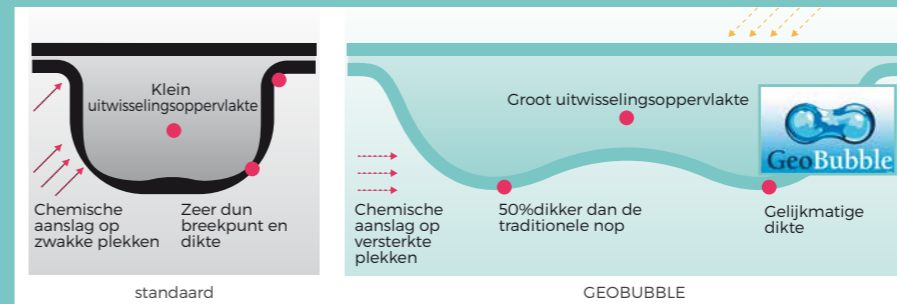 Klein
uitwisselingsoppervlakte
Chemische
aanslag op
zwakke plekken
Zeer dun
breekpunt en
dikte
standaard
Groot uitwisselingsoppervlakte
GeoBubble
Chemische
aanslag op
versterkte
plekken
50%dikker dan de
traditionele nop
Gelijkmatige
dikte
GEOBUBBLE